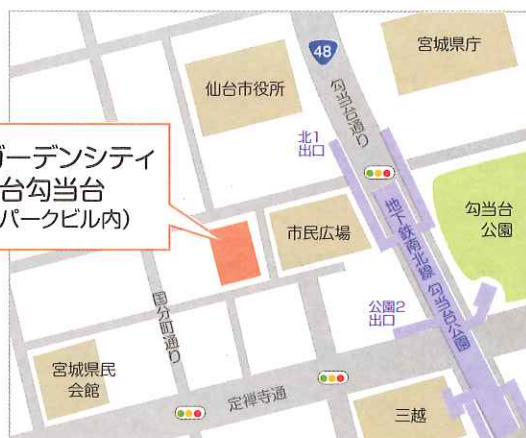 宮城県庁
48
仙台市役所
勾当台通り
北1
出口
ガーデンシティ
台勾当台
パークビル内）
市民広場
勾当台
公園
地下鉄南北線 勾当台公園
国分町通り
公園2
出口
宮城県民
会館
定禅寺通
三越